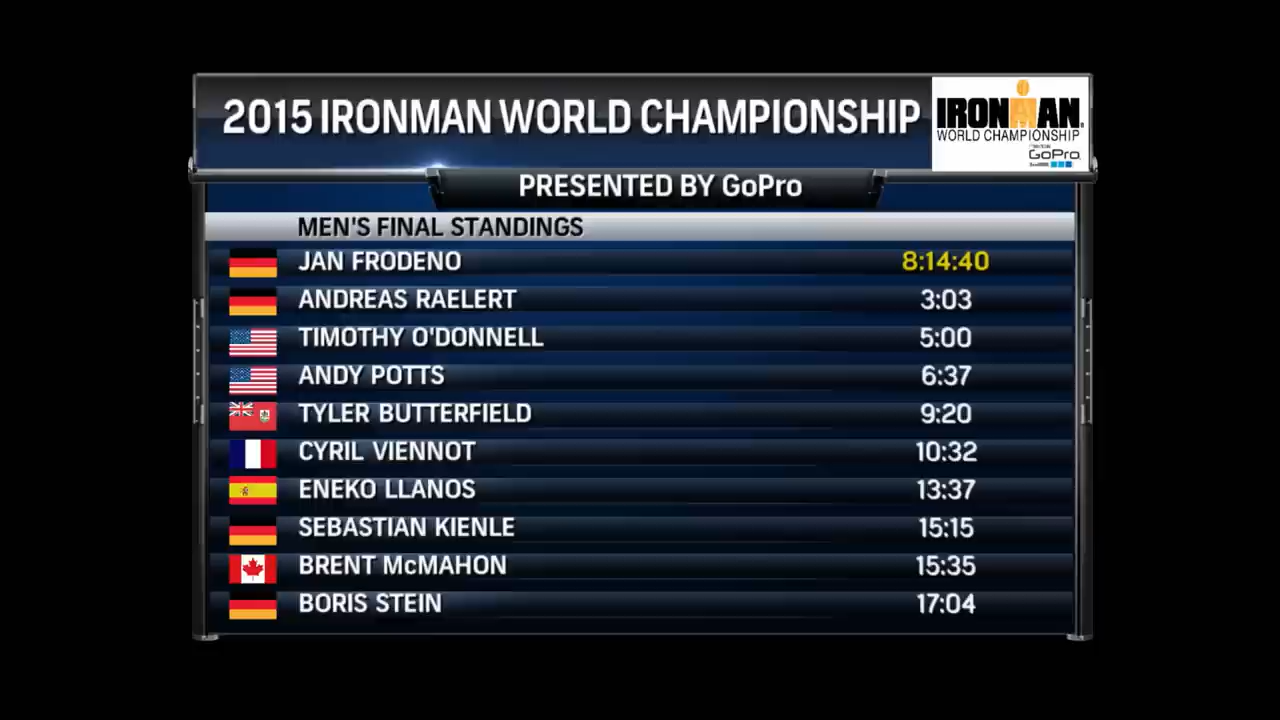 2015 IRONMAN WORLD CHAMPIONSHIP
IRONMAN
WORLD CHAMPIONSHIP
GoPro
PRESENTED BY GoPro
MEN'S FINAL STANDINGS
JAN FRODENO 8:14:40
ANDREAS RAELERT 3:03
TIMOTHY O'DONNELL 5:00
ANDY POTTS 6:37
TYLER BUTTERFIELD 9:20
CYRIL VIENNOT 10:32
ENEKO LLANOS 13:37
SEBASTIAN KIENLE 15:15
BRENT McMAHON 15:35
BORIS STEIN 17:04